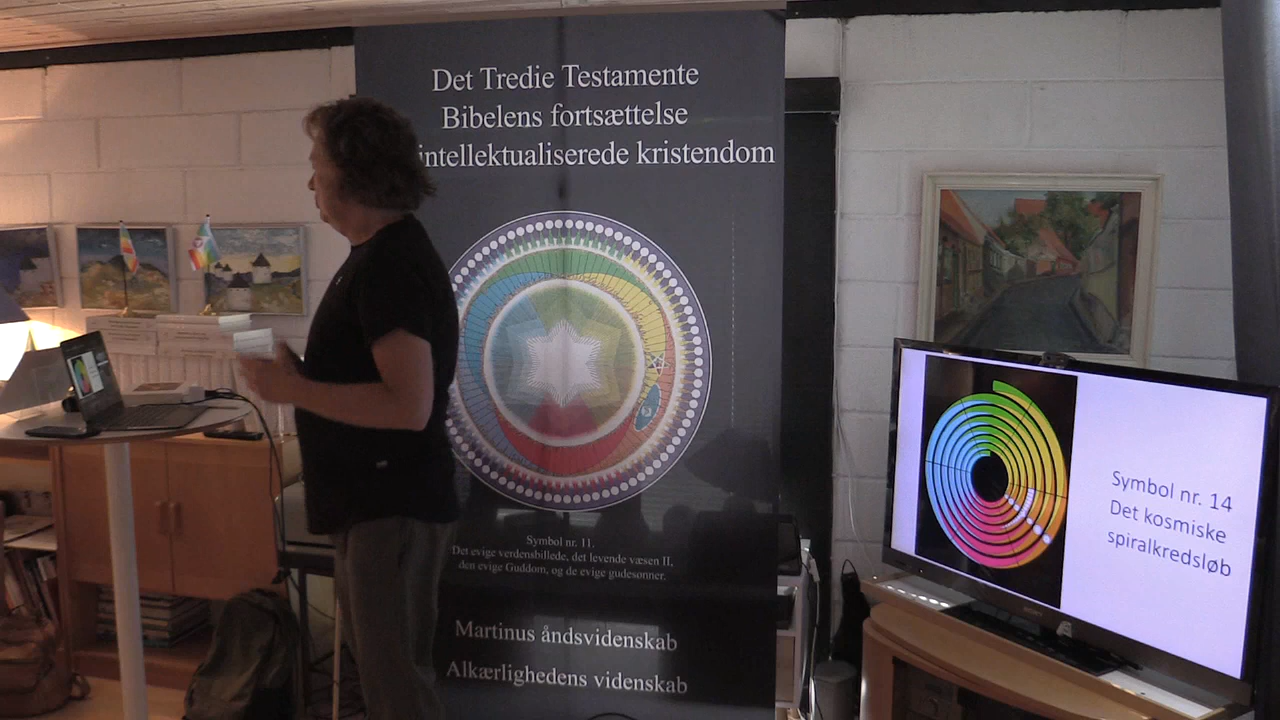 Det Tredie Testamente
Bibelens fortsættelse
intellektualiserede kristendom
Symbol nr. 11.
Det evige verdensbillede, det levende væsen II,
den evige Guddom, og de evige gudesønner.
Martinus åndsvidenskab
Alkærlighedens videnskab
Symbol nr. 14
Det kosmiske
spiralkredsløb
SONY